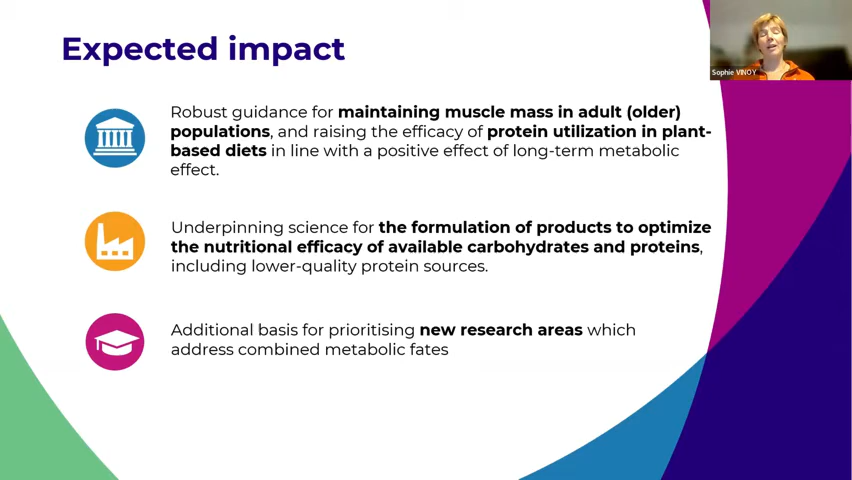 Expected impact
Sophie VINOY
Robust guidance for maintaining muscle mass in adult (older)
populations, and raising the efficacy of protein utilization in plant-
based diets in line with a positive effect of long-term metabolic
effect.
Underpinning science for the formulation of products to optimize
the nutritional efficacy of available carbohydrates and proteins,
including lower-quality protein sources.
Additional basis for prioritising new research areas which
address combined metabolic fates